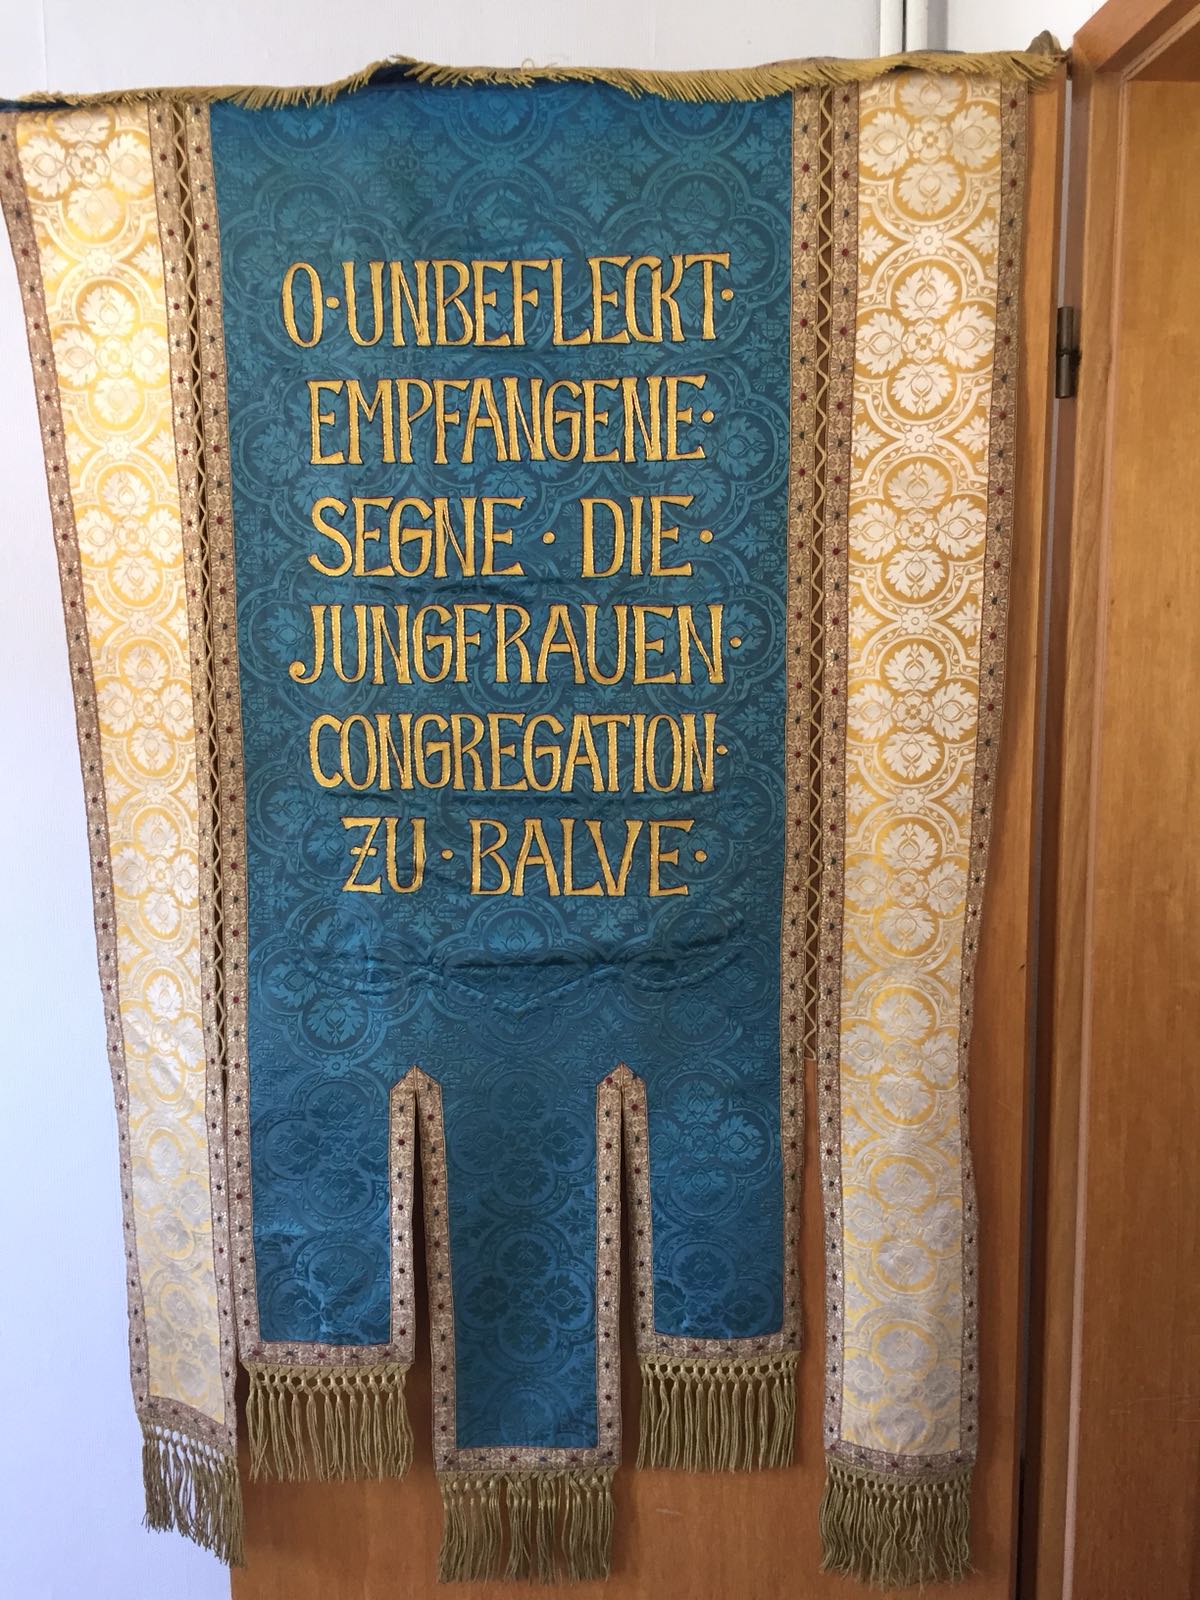 O·UNBEFLECKT·
EMPFANGENE·
SEGNE · DIE ·
JUNGFRAUEN·
CONGREGATION·
ZU · BALVE ·